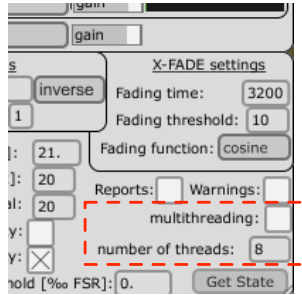 gain
gain
X-FADE settings
inverse
Fading time: 3200
1
Fading threshold: 10
]: 21.
Fading function: cosine
]: 20
Reports: Warnings:
al: 20
multithreading:
y:
number of threads: 8
y:
hold [‰ FSR]: 0.
Get State